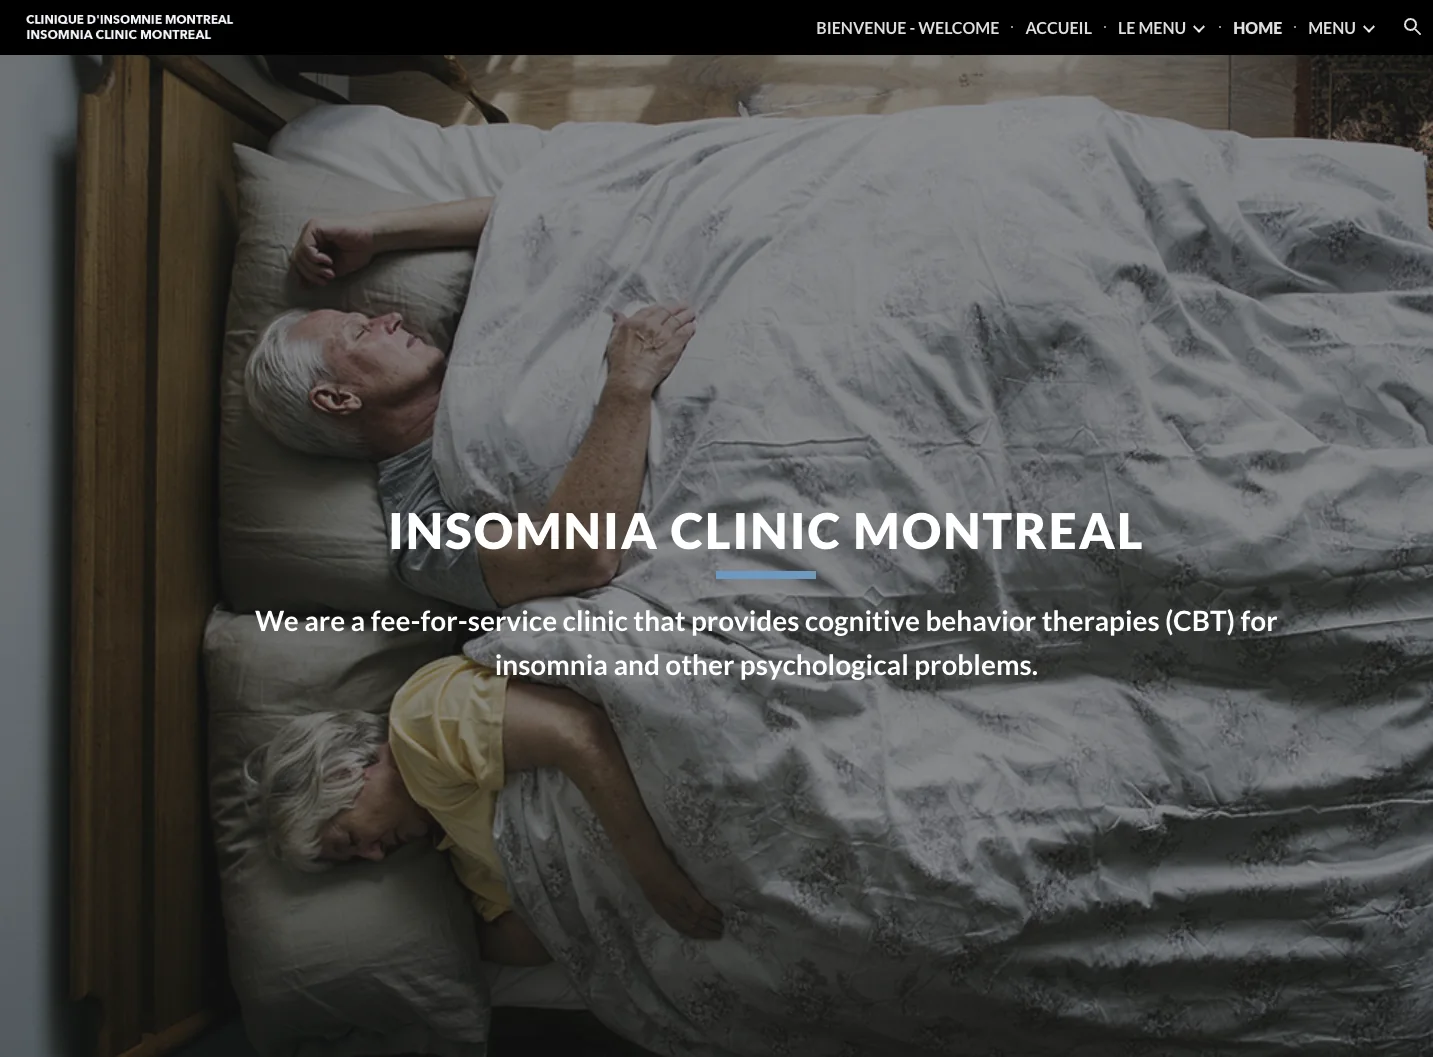 CLINIQUE D'INSOMNIE MONTREAL
INSOMNIA CLINIC MONTREAL
BIENVENUE - WELCOME · ACCUEIL · LE MENU · HOME · MENU
INSOMNIA CLINIC MONTREAL
We are a fee-for-service clinic that provides cognitive behavior therapies (CBT) for
insomnia and other psychological problems.